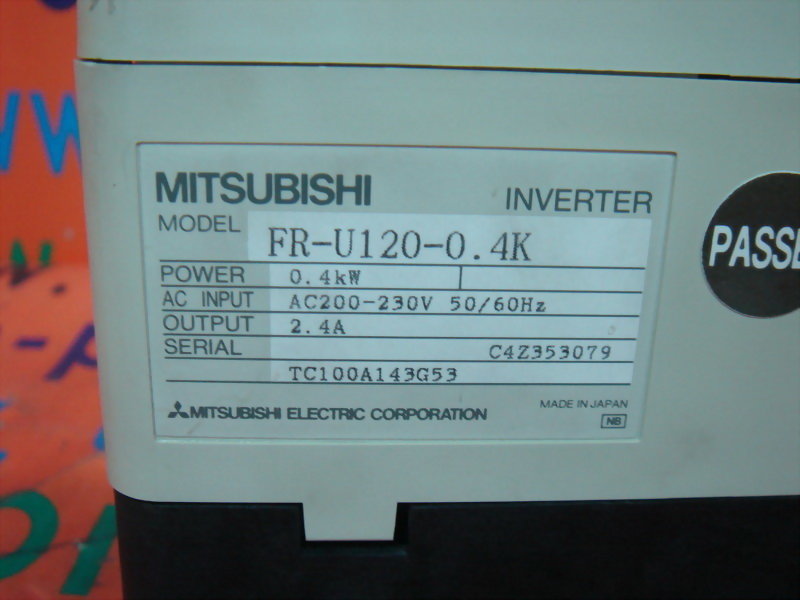 MITSUBISHI INVERTER
MODEL FR-U120-0.4K
POWER 0.4kW
AC INPUT AC200-230V 50/60Hz
OUTPUT 2.4A
SERIAL C4Z353079
TC100A143G53
MITSUBISHI ELECTRIC CORPORATION MADE IN JAPAN
NB
PASSE